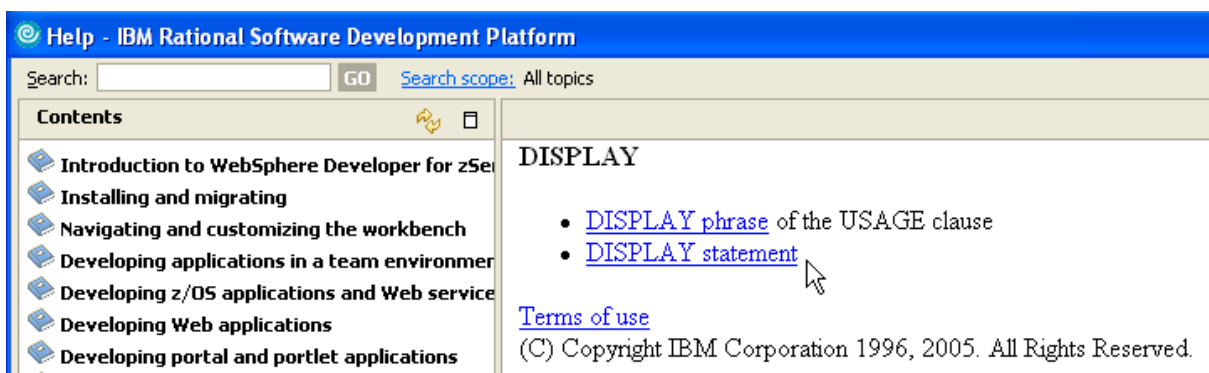 Help - IBM Rational Software Development Platform
Search: GO Search scope: All topics
Contents
Introduction to WebSphere Developer for zSer
Installing and migrating
Navigating and customizing the workbench
Developing applications in a team environmen
Developing z/OS applications and Web service
Developing Web applications
Developing portal and portlet applications
DISPLAY
• DISPLAY phrase of the USAGE clause
• DISPLAY statement
Terms of use
(C) Copyright IBM Corporation 1996, 2005. All Rights Reserved.